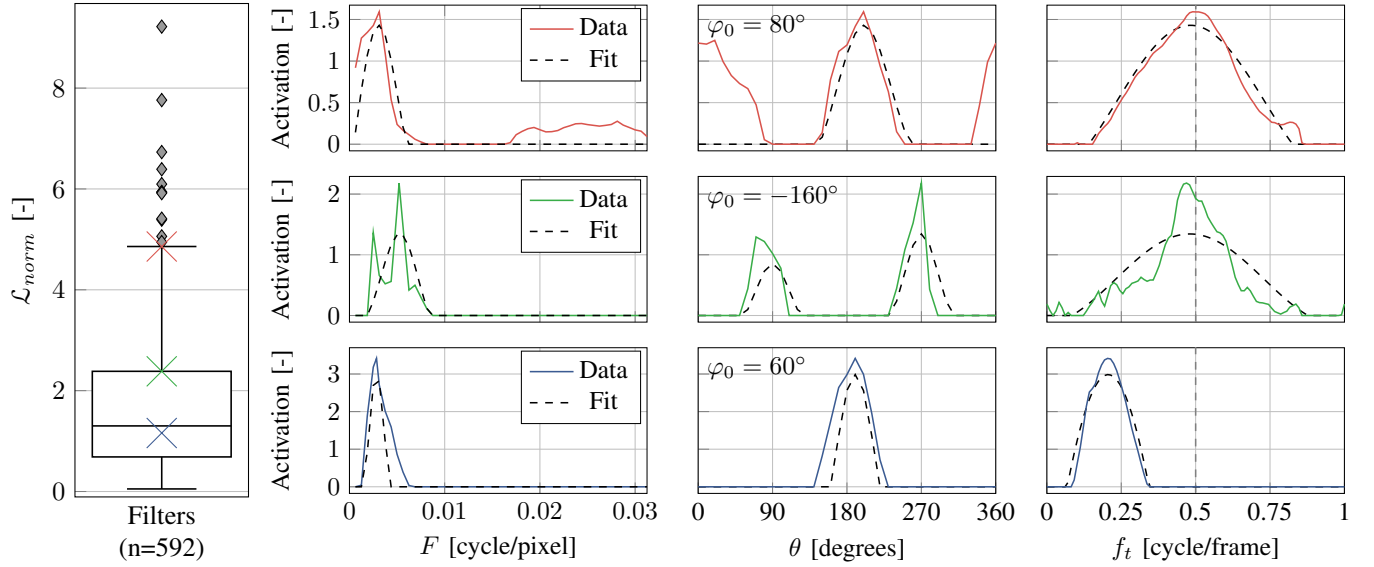 8
6
4
2
0
ℒnorm [-]
Filters
(n=592)
1.5
1
0.5
0
Activation [-]
Data
Fit
φ0 = 80°
2
1
0
Activation [-]
Data
Fit
φ0 = −160°
3
2
1
0
Activation [-]
Data
Fit
φ0 = 60°
0 0.01 0.02 0.03
F [cycle/pixel]
0 90 180 270 360
θ [degrees]
0 0.25 0.5 0.75 1
ft [cycle/frame]